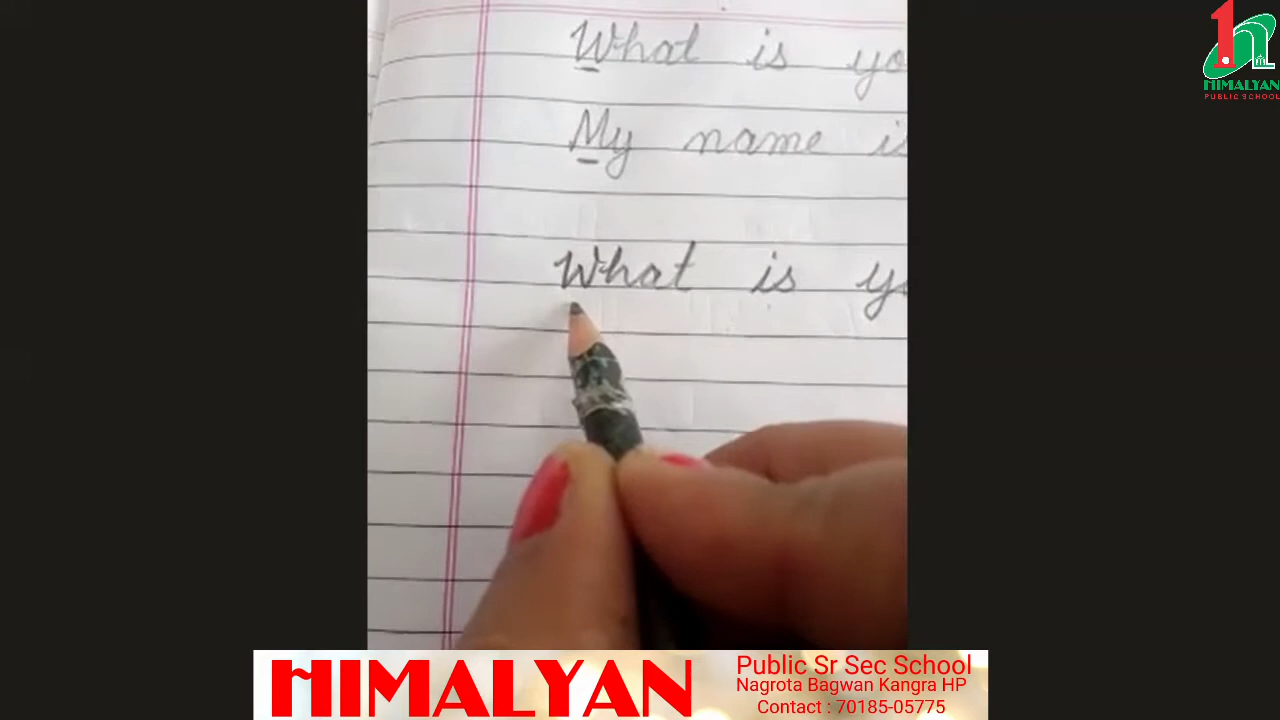 What is yo
My name is
What is yo
HIMALYAN
PUBLIC SCHOOL
HIMALYAN
Public Sr Sec School
Nagrota Bagwan Kangra HP
Contact : 70185-05775